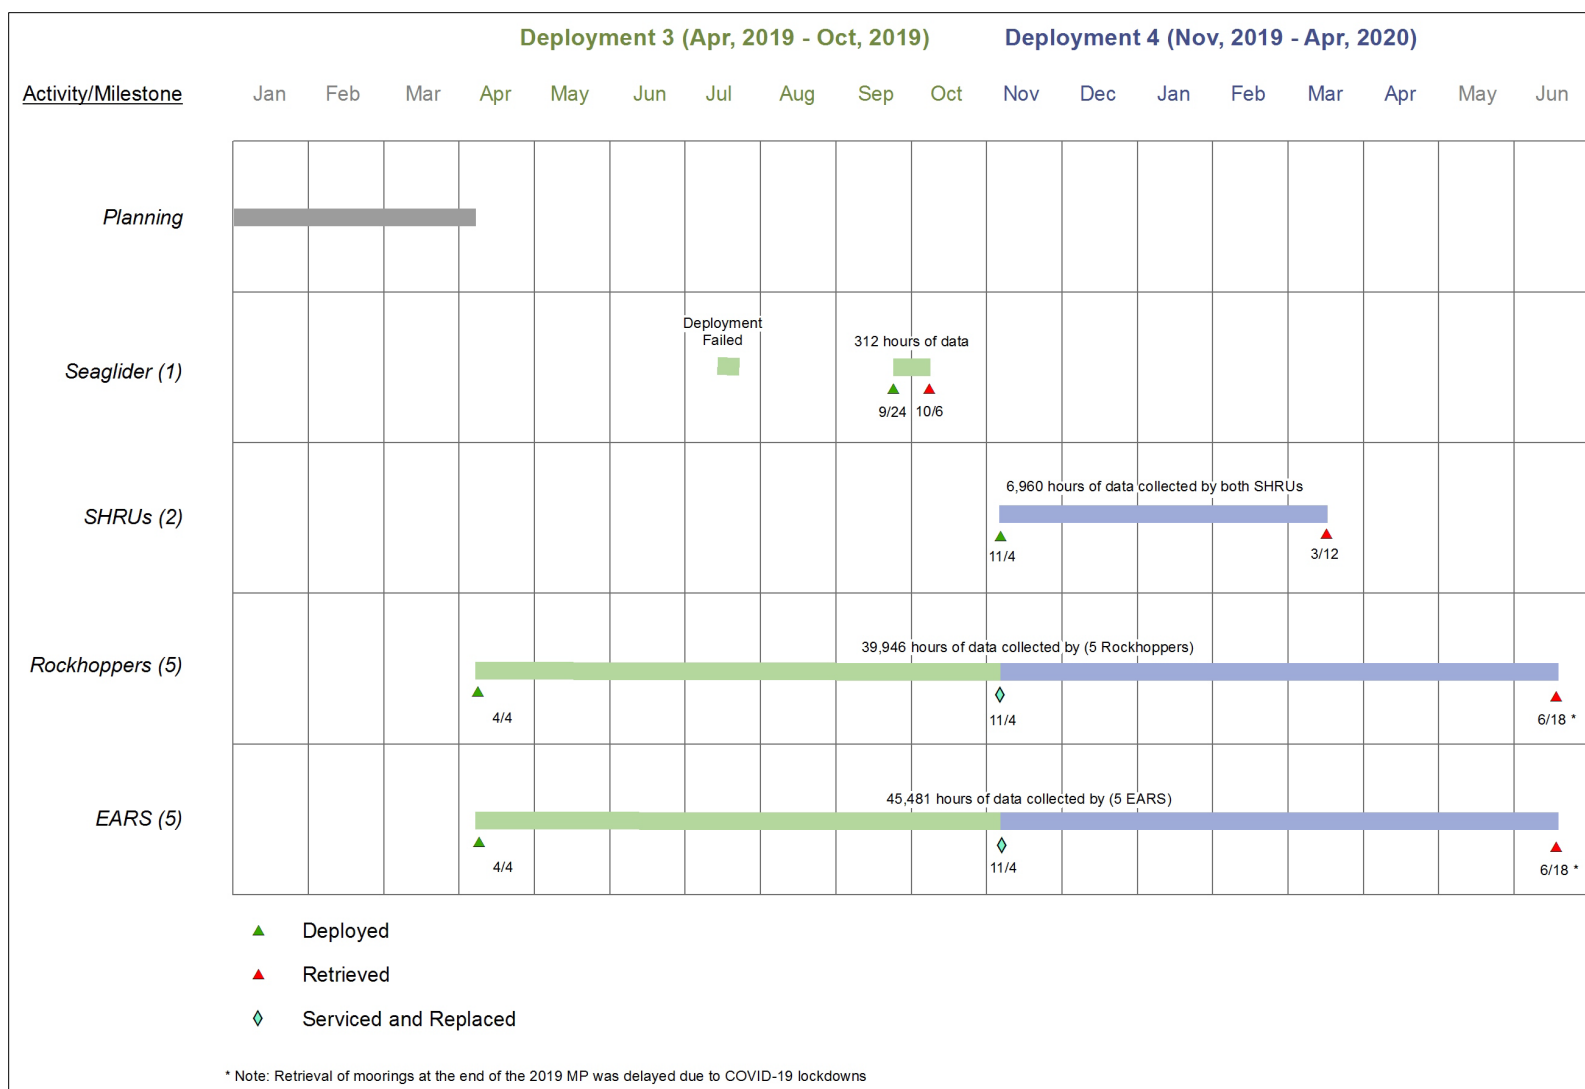 Deployment 3 (Apr, 2019 - Oct, 2019) Deployment 4 (Nov, 2019 - Apr, 2020)
Activity/Milestone Jan Feb Mar Apr May Jun Jul Aug Sep Oct Nov Dec Jan Feb Mar Apr May Jun
Planning
Deployment
Failed
312 hours of data
Seaglider (1)
9/24 10/6
6,960 hours of data collected by both SHRUs
SHRUs (2)
11/4 3/12
39,946 hours of data collected by (5 Rockhoppers)
Rockhoppers (5)
4/4 11/4 6/18 *
45,481 hours of data collected by (5 EARS)
EARS (5)
4/4 11/4 6/18 *
Deployed
Retrieved
Serviced and Replaced
* Note: Retrieval of moorings at the end of the 2019 MP was delayed due to COVID-19 lockdowns